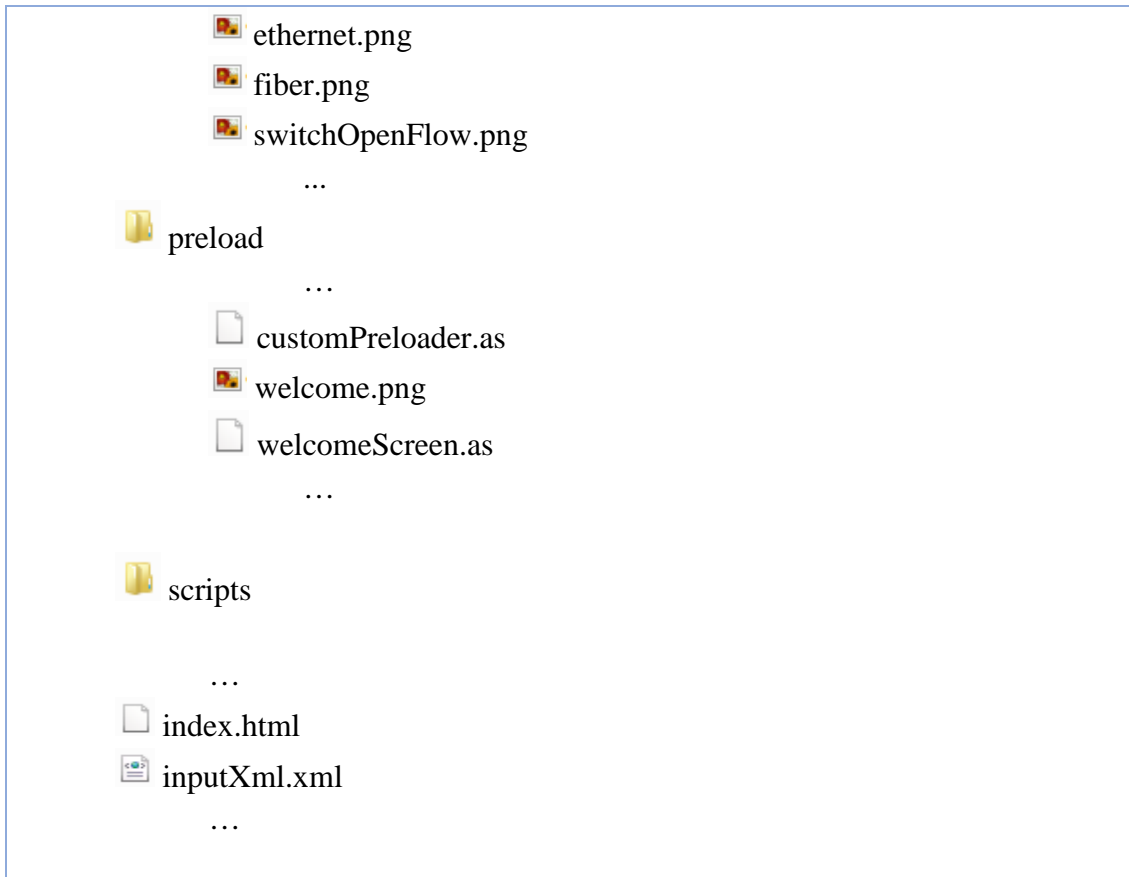 ethernet.png
fiber.png
switchOpenFlow.png
...
preload
…
customPreloader.as
welcome.png
welcomeScreen.as
…
scripts
…
index.html
inputXml.xml
…